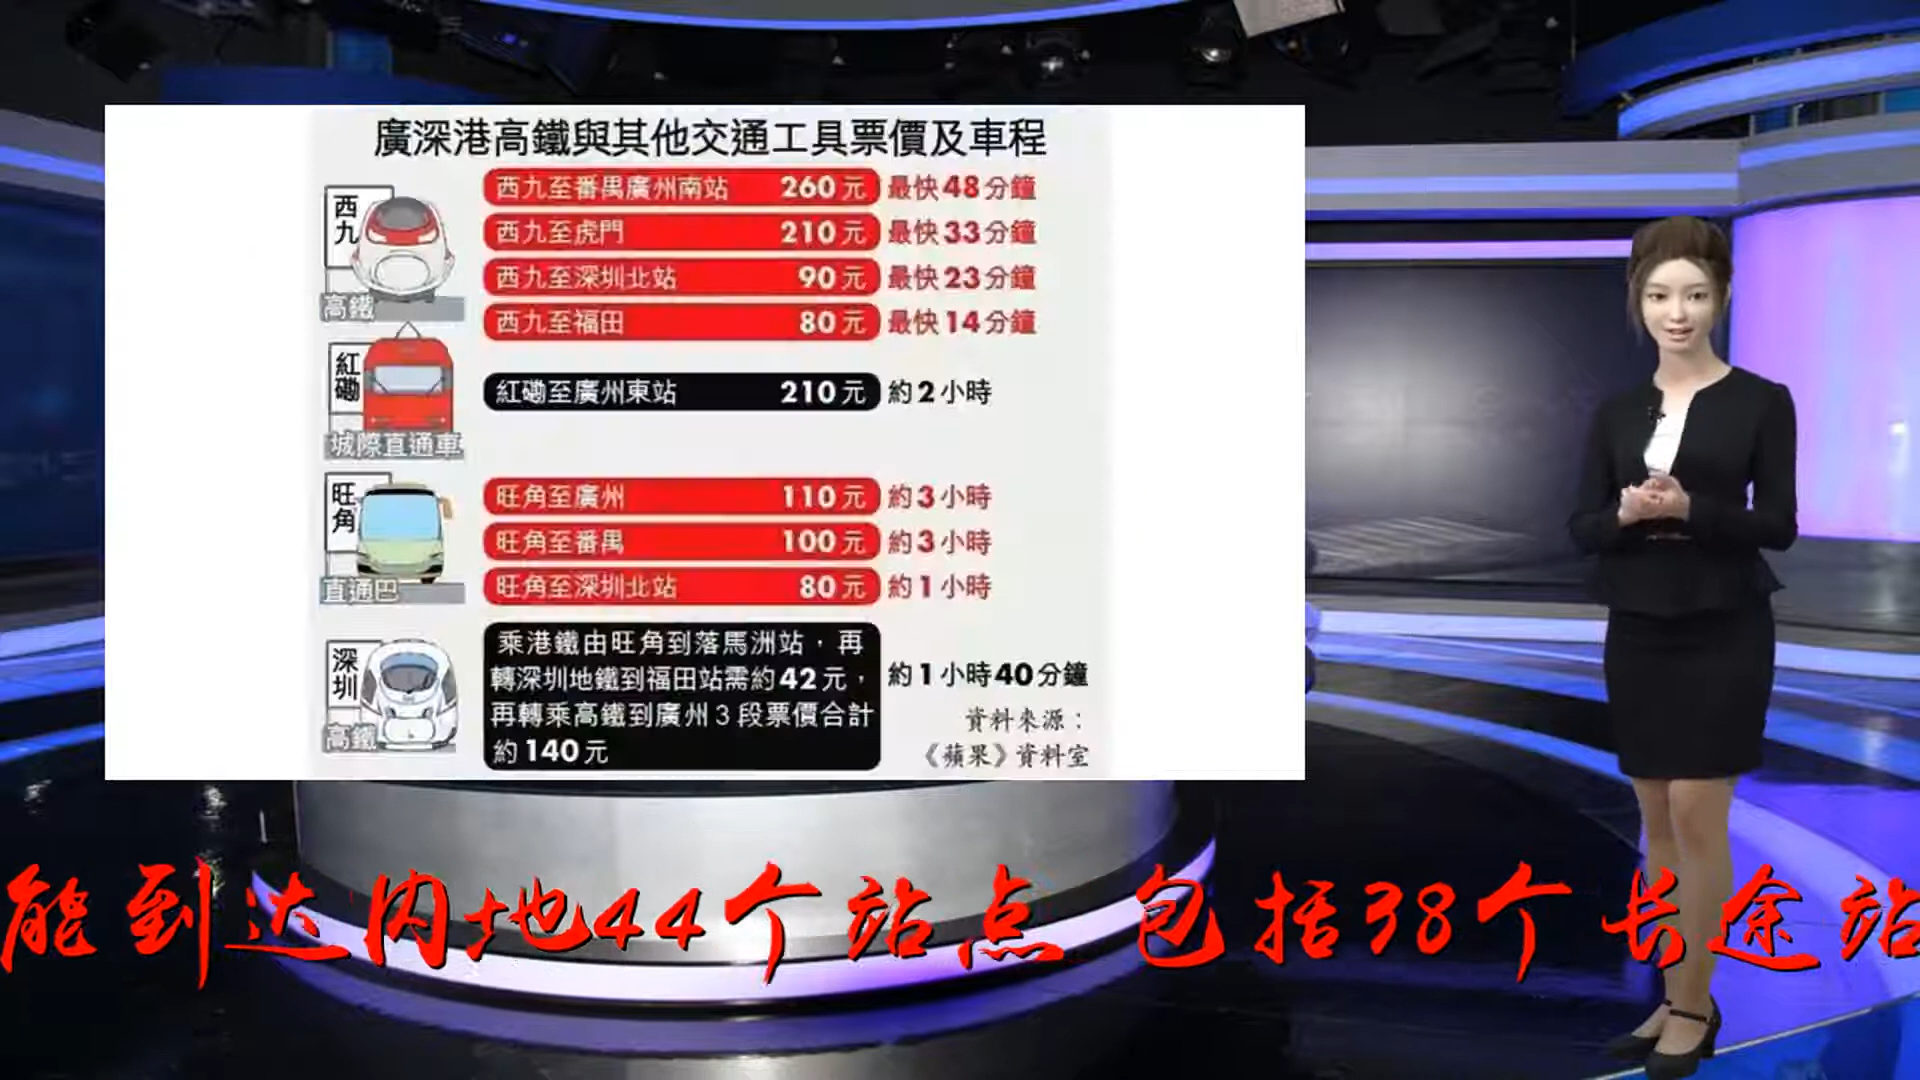 廣深港高鐵與其他交通工具票價及車程
西九
高鐵
西九至番禺廣州南站 260元 最快48分鐘
西九至虎門 210元 最快33分鐘
西九至深圳北站 90元 最快23分鐘
西九至福田 80元 最快14分鐘
紅磡
城際直通車
紅磡至廣州東站 210元 約2小時
旺角
直通巴
旺角至廣州 110元 約3小時
旺角至番禺 100元 約3小時
旺角至深圳北站 80元 約1小時
深圳
高鐵
乘港鐵由旺角到落馬洲站，再
轉深圳地鐵到福田站需約42元，
再轉乘高鐵到廣州3段票價合計
約140元
約1小時40分鐘
資料來源：
《蘋果》資料室
能到达内地44个站点 包括38个长途站